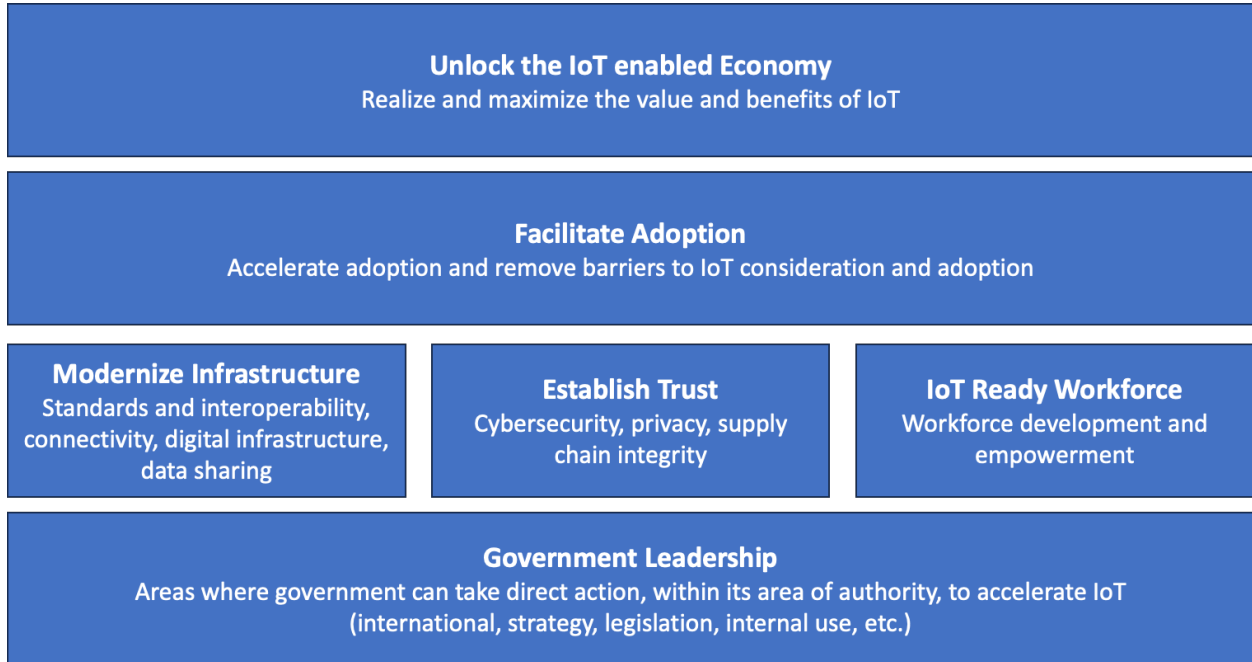 Unlock the IoT enabled Economy
Realize and maximize the value and benefits of IoT
Facilitate Adoption
Accelerate adoption and remove barriers to IoT consideration and adoption
Modernize Infrastructure
Standards and interoperability,
connectivity, digital infrastructure,
data sharing
Establish Trust
Cybersecurity, privacy, supply
chain integrity
IoT Ready Workforce
Workforce development and
empowerment
Government Leadership
Areas where government can take direct action, within its area of authority, to accelerate IoT
(international, strategy, legislation, internal use, etc.)